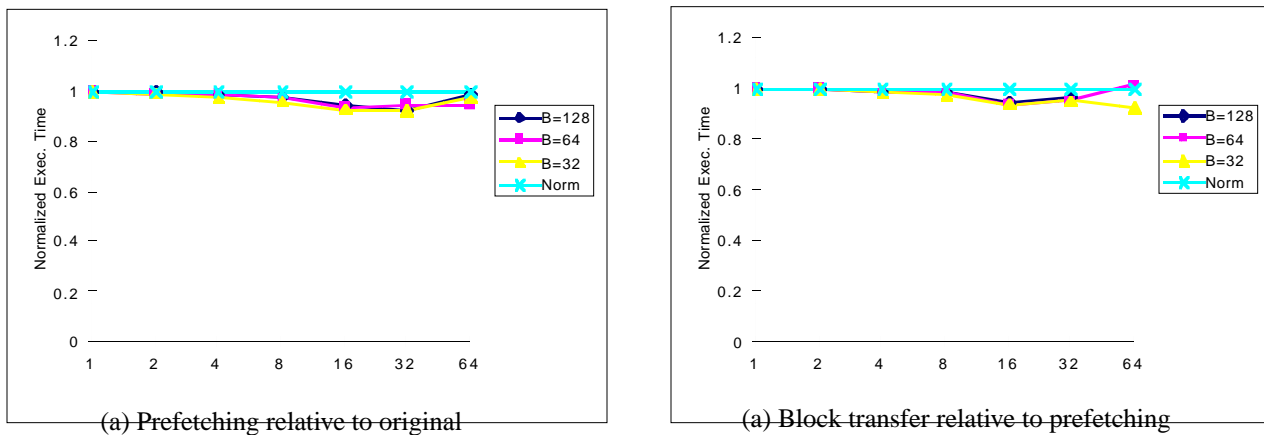 1.2
1
0.8
0.6
0.4
0.2
0
Normalized Exec. Time
1 2 4 8 16 32 64
B=128
B=64
B=32
Norm
(a) Prefetching relative to original
1.2
1
0.8
0.6
0.4
0.2
0
Normalized Exec. Time
1 2 4 8 16 32 64
B=128
B=64
B=32
Norm
(a) Block transfer relative to prefetching